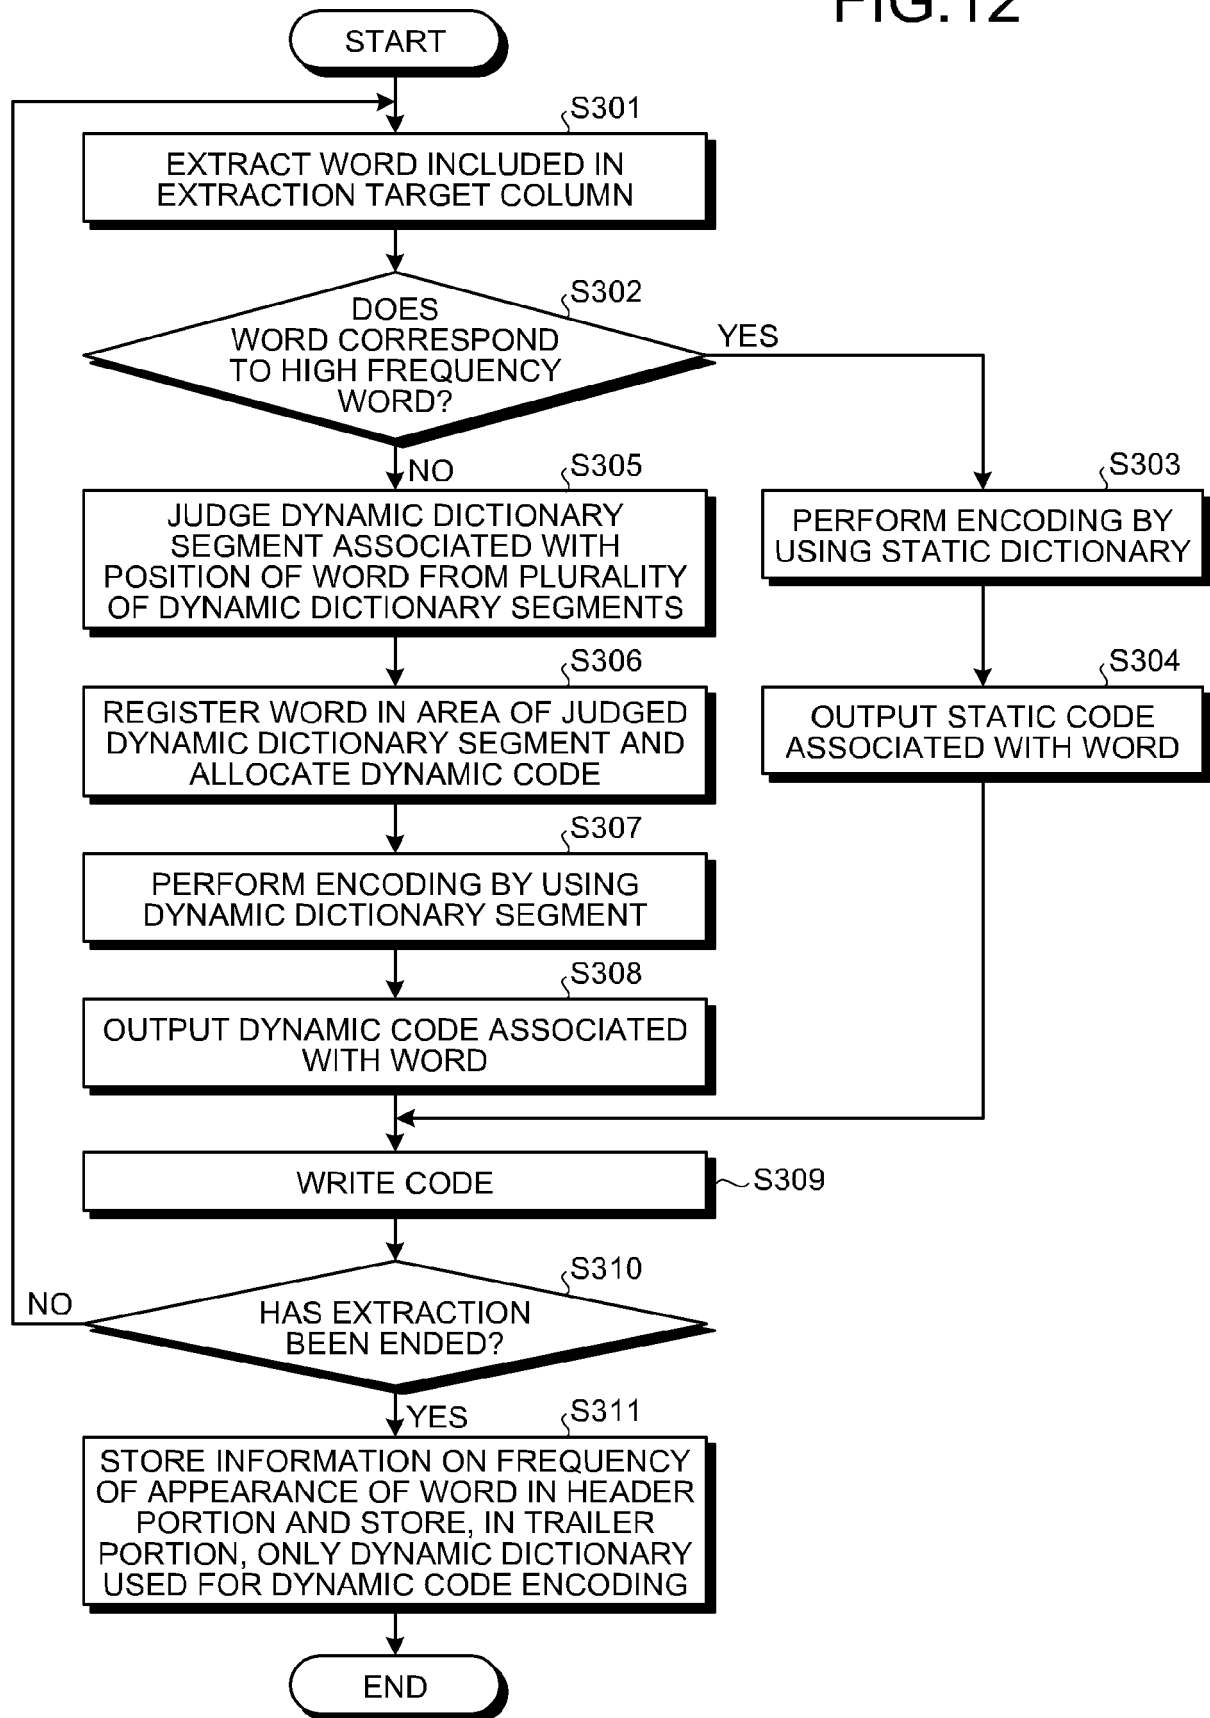 FIG.12
START
S301
EXTRACT WORD INCLUDED IN
EXTRACTION TARGET COLUMN
S302
DOES
WORD CORRESPOND
TO HIGH FREQUENCY
WORD?
YES
NO
S305
JUDGE DYNAMIC DICTIONARY
SEGMENT ASSOCIATED WITH
POSITION OF WORD FROM PLURALITY
OF DYNAMIC DICTIONARY SEGMENTS
S303
PERFORM ENCODING BY
USING STATIC DICTIONARY
S306
REGISTER WORD IN AREA OF JUDGED
DYNAMIC DICTIONARY SEGMENT AND
ALLOCATE DYNAMIC CODE
S304
OUTPUT STATIC CODE
ASSOCIATED WITH WORD
S307
PERFORM ENCODING BY USING
DYNAMIC DICTIONARY SEGMENT
S308
OUTPUT DYNAMIC CODE ASSOCIATED
WITH WORD
WRITE CODE
S309
S310
NO
HAS EXTRACTION
BEEN ENDED?
YES
S311
STORE INFORMATION ON FREQUENCY
OF APPEARANCE OF WORD IN HEADER
PORTION AND STORE, IN TRAILER
PORTION, ONLY DYNAMIC DICTIONARY
USED FOR DYNAMIC CODE ENCODING
END